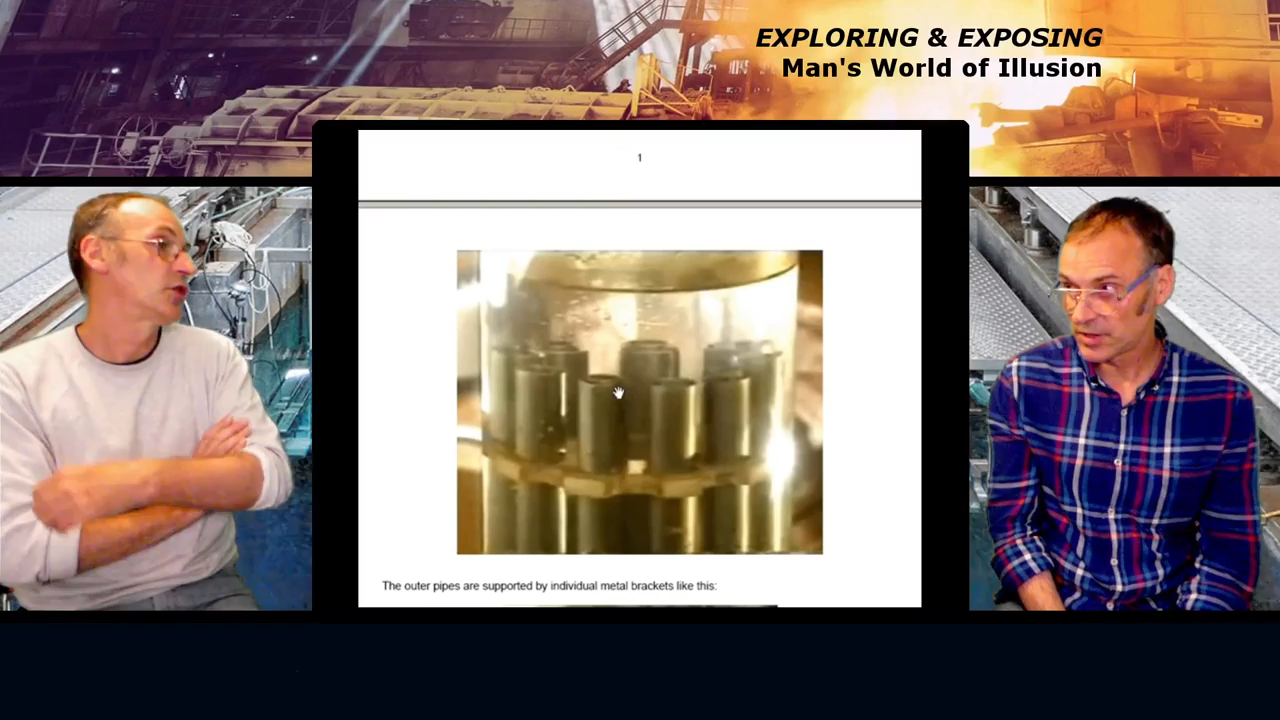 EXPLORING & EXPOSING
Man's World of Illusion
1
The outer pipes are supported by individual metal brackets like this: